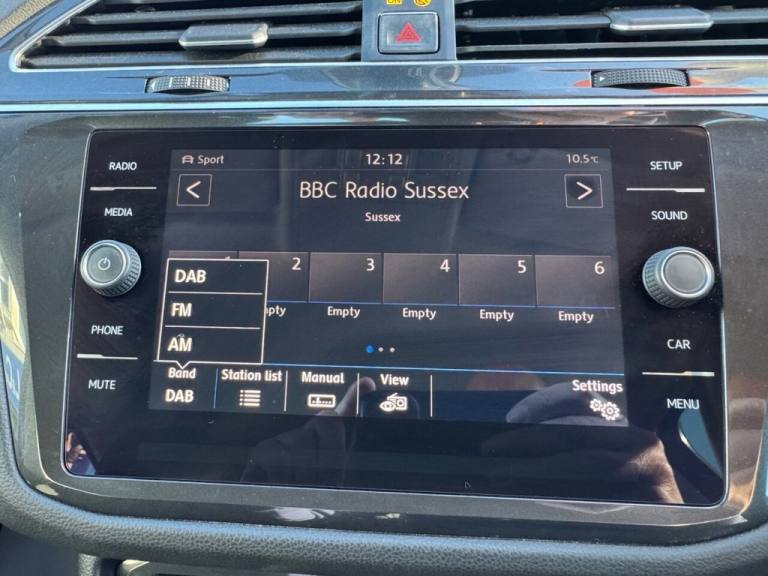 RADIO
MEDIA
PHONE
MUTE
Sport
12:12
10.5°C
<
BBC Radio Sussex
>
Sussex
2
3
4
5
6
Empty
Empty
Empty
Empty
DAB
FM
AM
Band
DAB
Station list
Manual
View
Settings
SETUP
SOUND
CAR
MENU